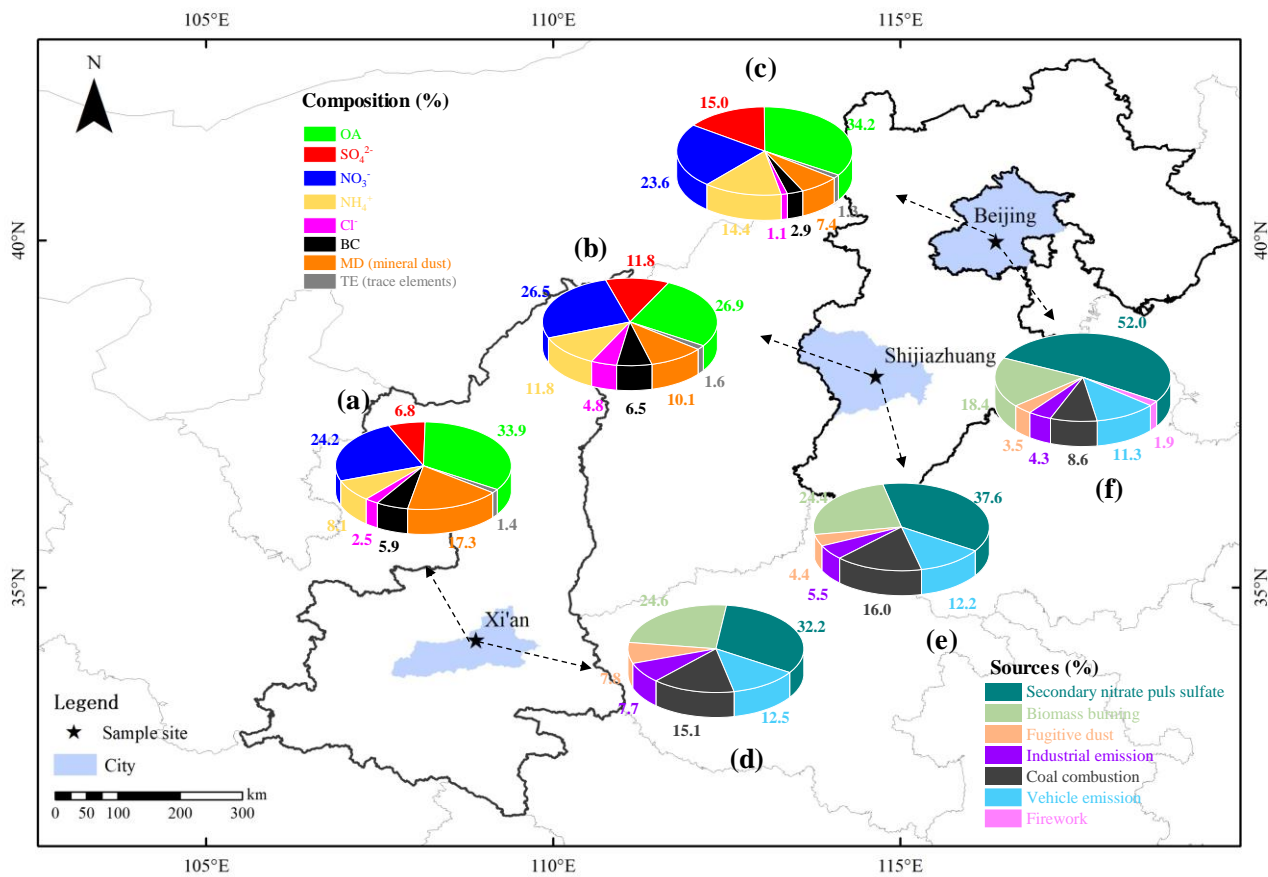 105°E 110°E 115°E
N
Composition (%)
OA
SO₄²⁻
NO₃⁻
NH₄⁺
Cl⁻
BC
MD (mineral dust)
TE (trace elements)
(c)
15.0
34.2
23.6
14.4
1.1
2.9
7.4
1.3
Beijing
40°N 40°N
(b)
11.8
26.5
26.9
11.8
4.8
6.5
10.1
1.6
Shijiazhuang
52.0
18.4
3.5
4.3
8.6
11.3
1.9
(f)
(a)
6.8
24.2
33.9
8.1
2.5
5.9
17.3
1.4
24.4
37.6
4.4
5.5
16.0
12.2
(e)
35°N 35°N
Xi'an
24.6
32.2
7.8
7.7
15.1
12.5
(d)
Legend
Sample site
City
km
0 50 100 200 300
Sources (%)
Secondary nitrate puls sulfate
Biomass burning
Fugitive dust
Industrial emission
Coal combustion
Vehicle emission
Firework
105°E 110°E 115°E